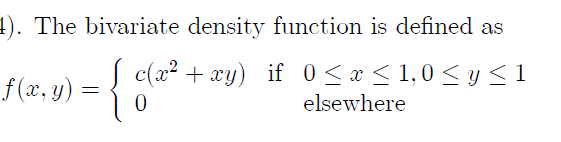 4). The bivariate density function is defined as
f(x, y) = { c(x² + xy) if 0 ≤ x ≤ 1, 0 ≤ y ≤ 1
0 elsewhere